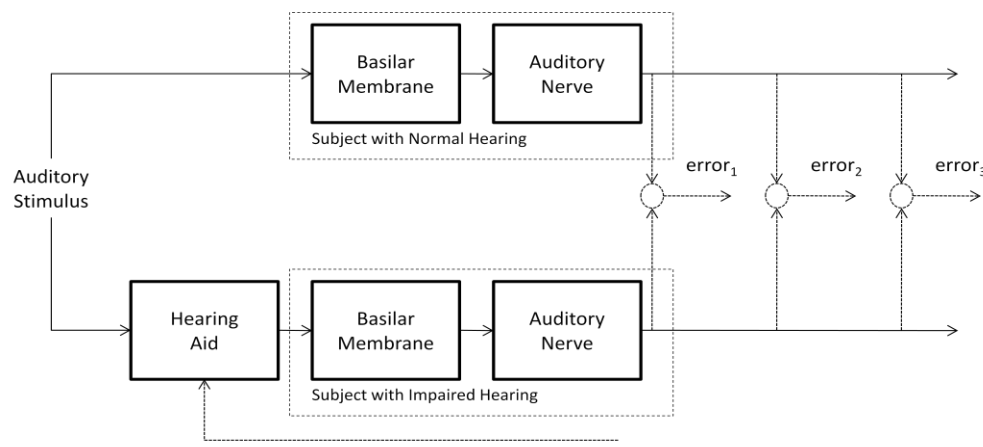 Basilar
Membrane
Auditory
Nerve
Subject with Normal Hearing
error₁
error₂
error₃
Auditory
Stimulus
Hearing
Aid
Basilar
Membrane
Auditory
Nerve
Subject with Impaired Hearing